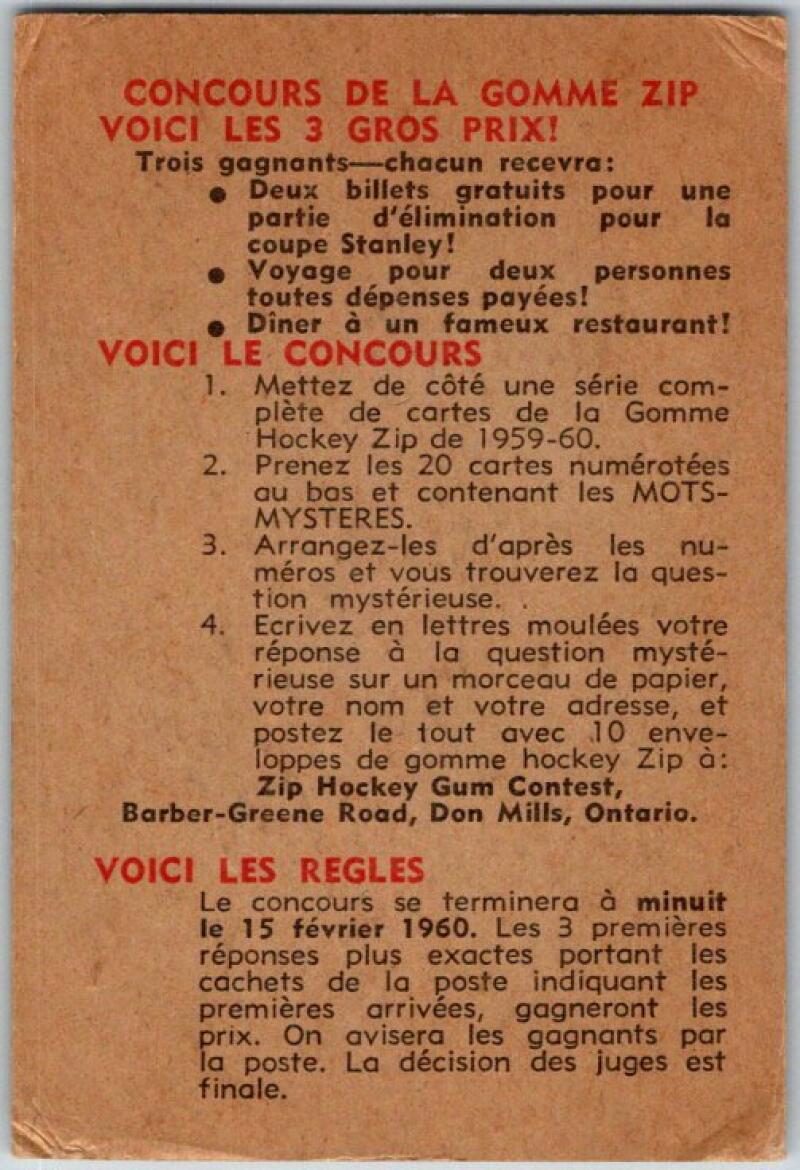 CONCOURS DE LA GOMME ZIP
VOICI LES 3 GROS PRIX!
Trois gagnants—chacun recevra:
● Deux billets gratuits pour une
partie d'élimination pour la
coupe Stanley!
● Voyage pour deux personnes
toutes dépenses payées!
● Dîner à un fameux restaurant!
VOICI LE CONCOURS
1. Mettez de côté une série com-
plète de cartes de la Gomme
Hockey Zip de 1959-60.
2. Prenez les 20 cartes numérotées
au bas et contenant les MOTS-
MYSTERES.
3. Arrangez-les d'après les nu-
méros et vous trouverez la ques-
tion mystérieuse.
4. Ecrivez en lettres moulées votre
réponse à la question mysté-
rieuse sur un morceau de papier,
votre nom et votre adresse, et
postez le tout avec 10 enve-
loppes de gomme hockey Zip à:
Zip Hockey Gum Contest,
Barber-Greene Road, Don Mills, Ontario.
VOICI LES REGLES
Le concours se terminera à minuit
le 15 février 1960. Les 3 premières
réponses plus exactes portant les
cachets de la poste indiquant les
premières arrivées, gagneront les
prix. On avisera les gagnants par
la poste. La décision des juges est
finale.